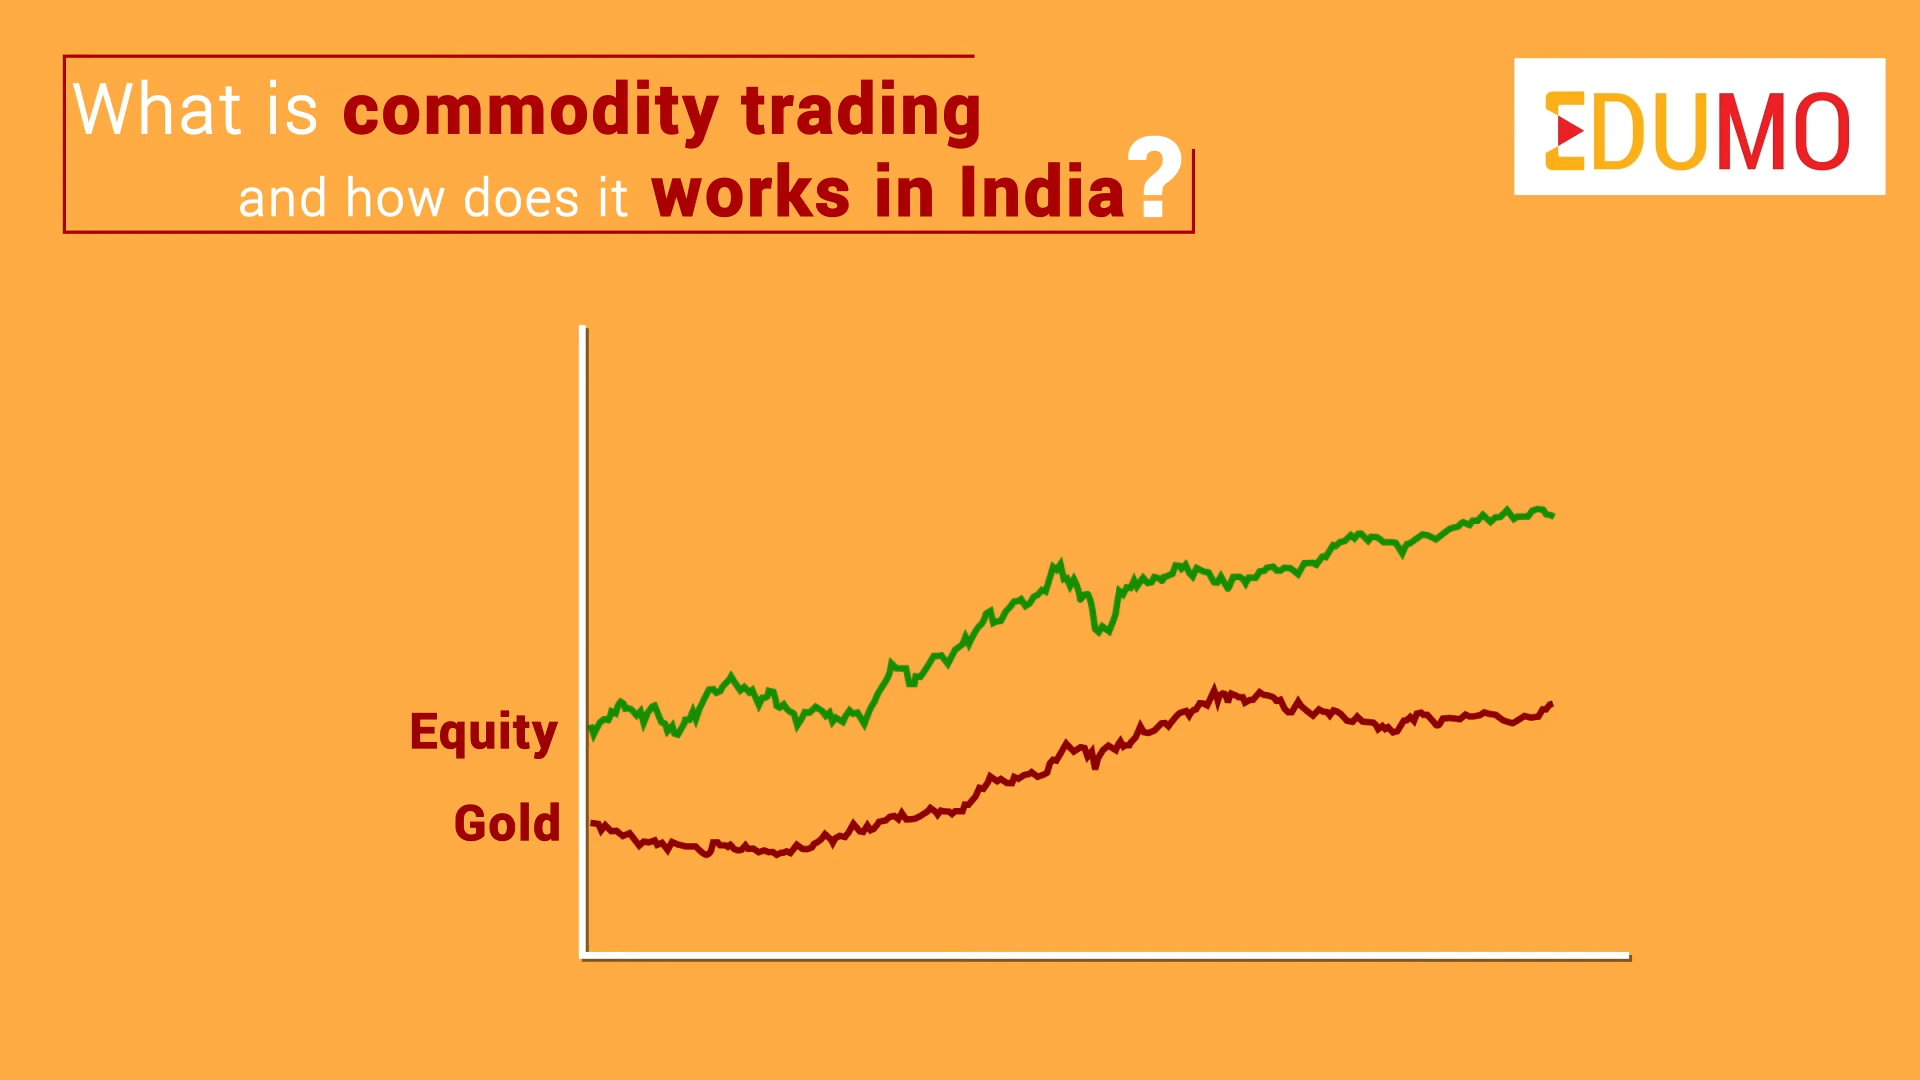 What is commodity trading
and how does it works in India?
EDUMO
Equity
Gold